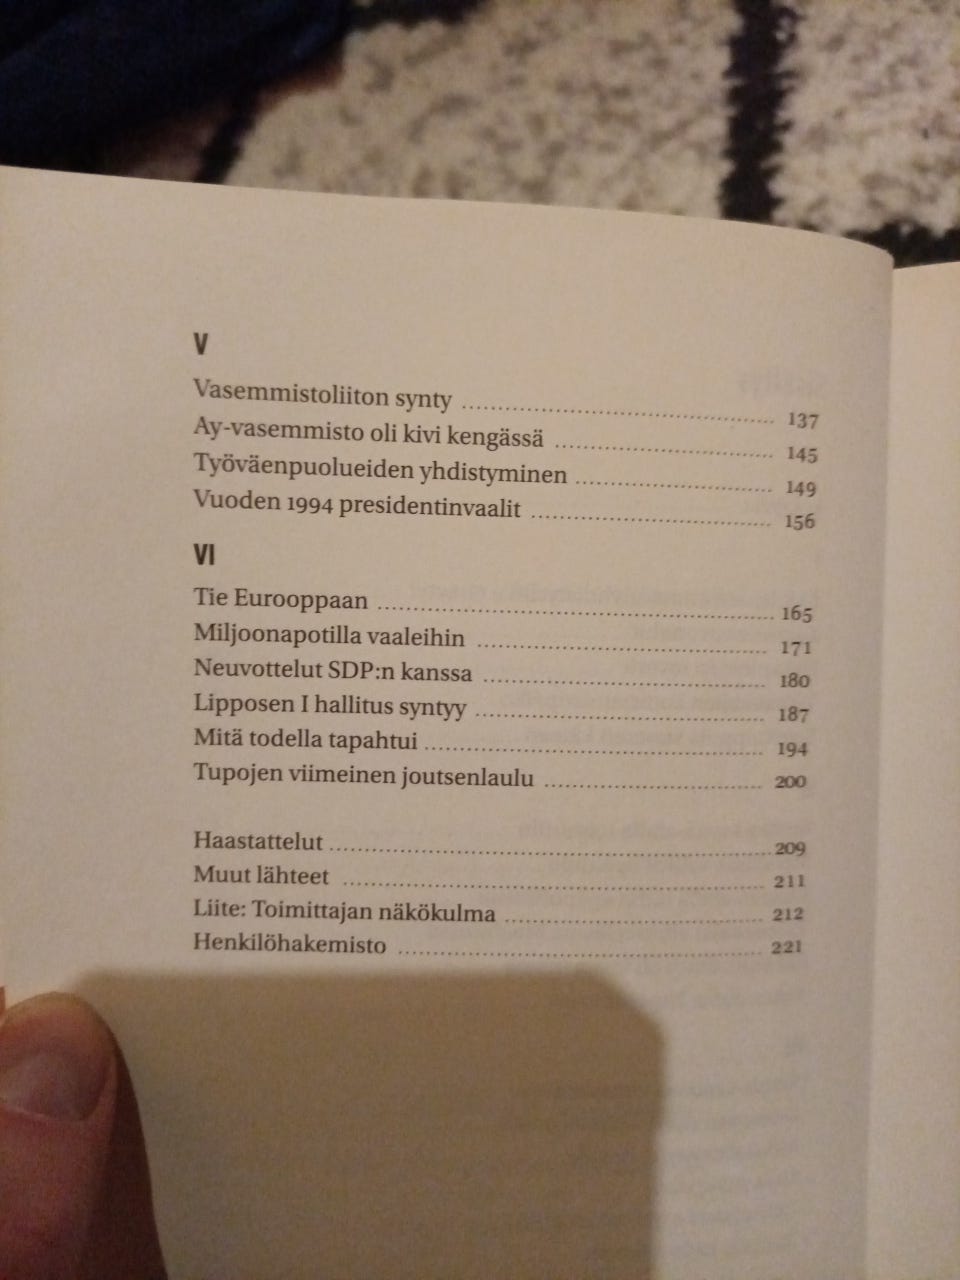 V
Vasemmistoliiton synty ........ 137
Ay-vasemmisto oli kivi kengässä ........ 145
Työväenpuolueiden yhdistyminen ........ 149
Vuoden 1994 presidentinvaalit ........ 156
VI
Tie Eurooppaan ........ 165
Miljoonapotilla vaaleihin ........ 171
Neuvottelut SDP:n kanssa ........ 180
Lipposen I hallitus syntyy ........ 187
Mitä todella tapahtui ........ 194
Tupojen viimeinen joutsenlaulu ........ 200
Haastattelut ........ 209
Muut lähteet ........ 211
Liite: Toimittajan näkökulma ........ 212
Henkilöhakemisto ........ 221